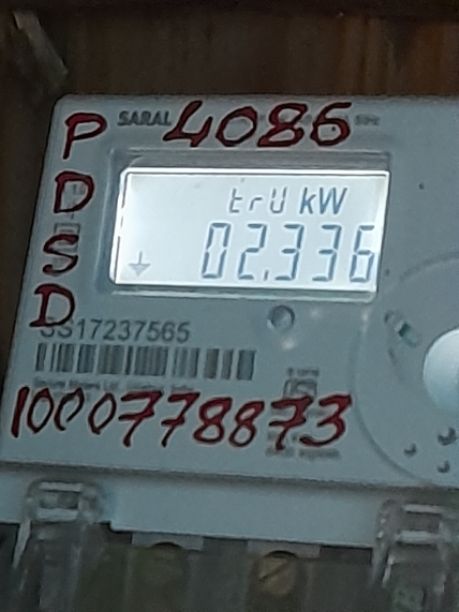 SARAL 4086
P
D
S
D
trU kW
02.336
SS17237565
1000778873